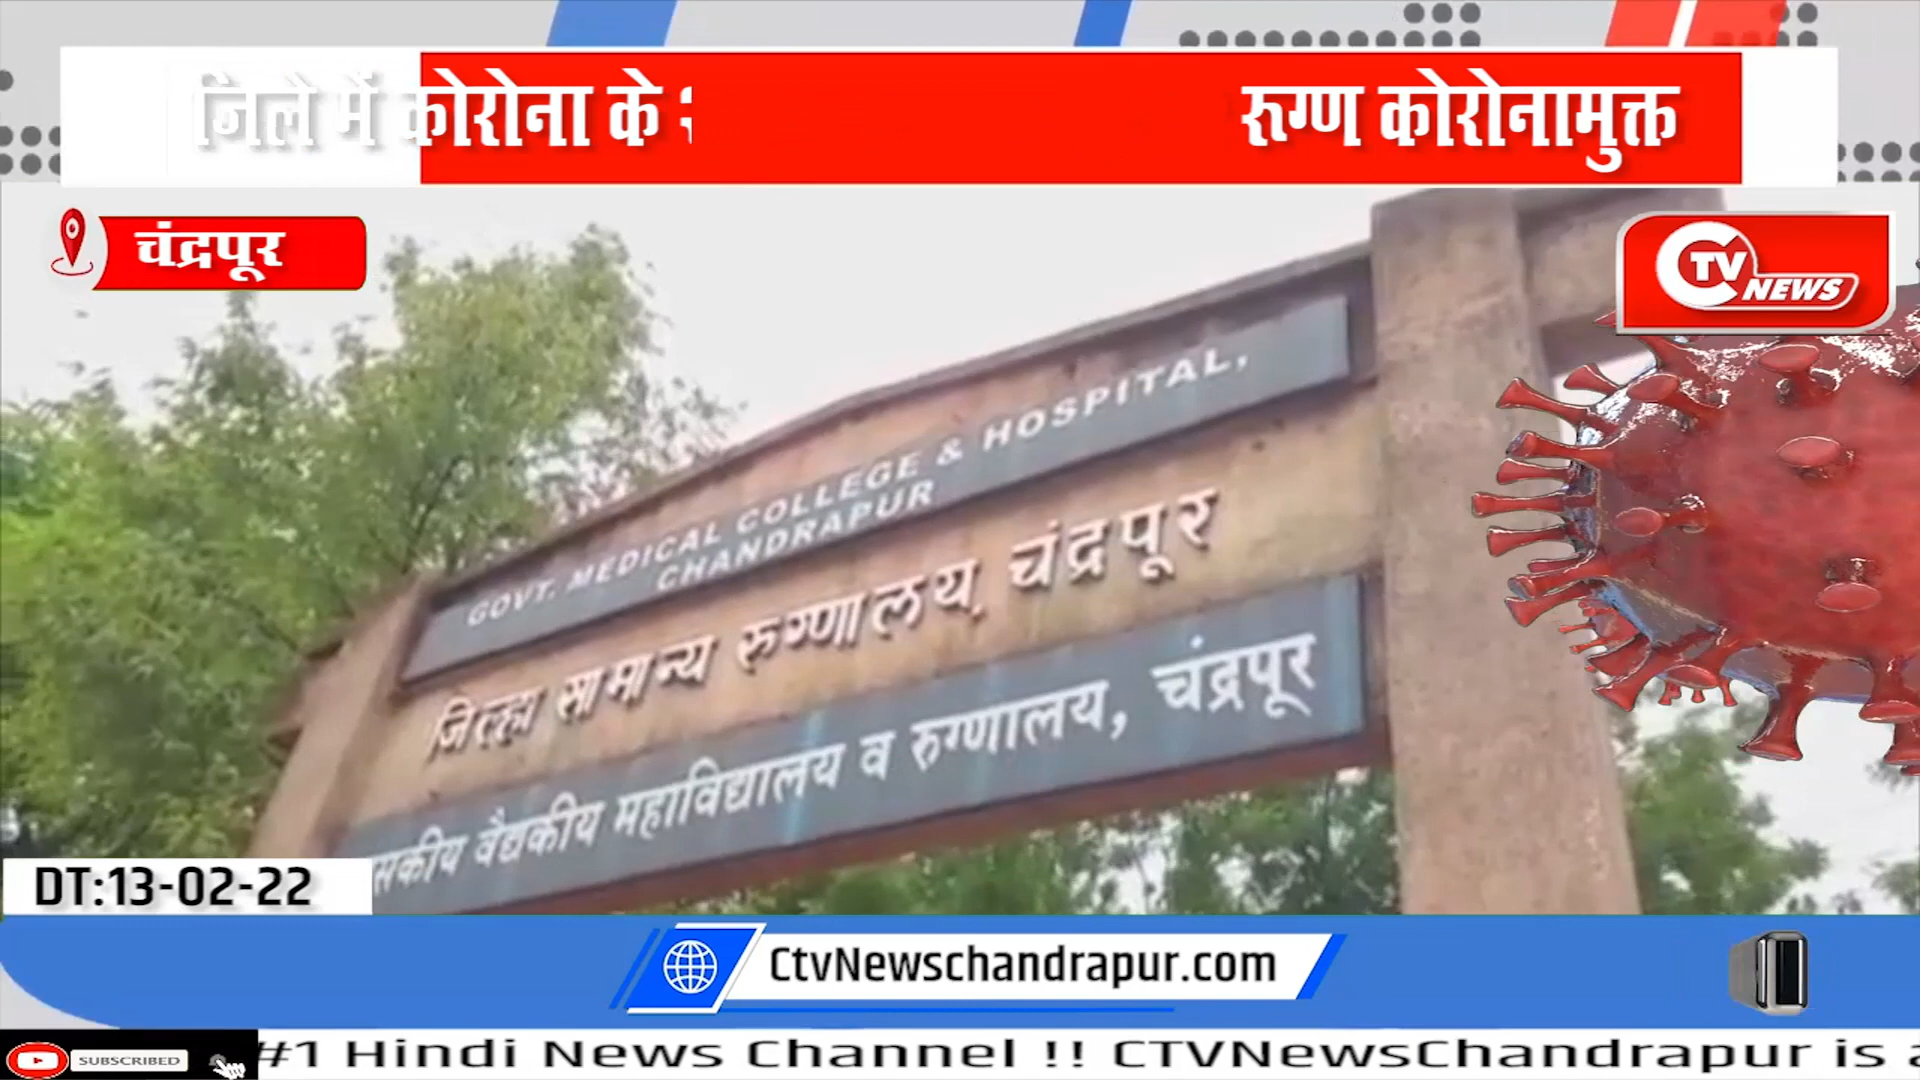 जिले में कोरोना के
रुग्ण कोरोनामुक्त
चंद्रपूर
CTV NEWS
GOVT. MEDICAL COLLEGE & HOSPITAL,
CHANDRAPUR
जिल्हा सामान्य रुग्णालय, चंद्रपूर
सकीय वैद्यकीय महाविद्यालय व रुग्णालय, चंद्रपूर
DT:13-02-22
CtvNewschandrapur.com
SUBSCRIBED
#1 Hindi News Channel !! CTVNewsChandrapur is